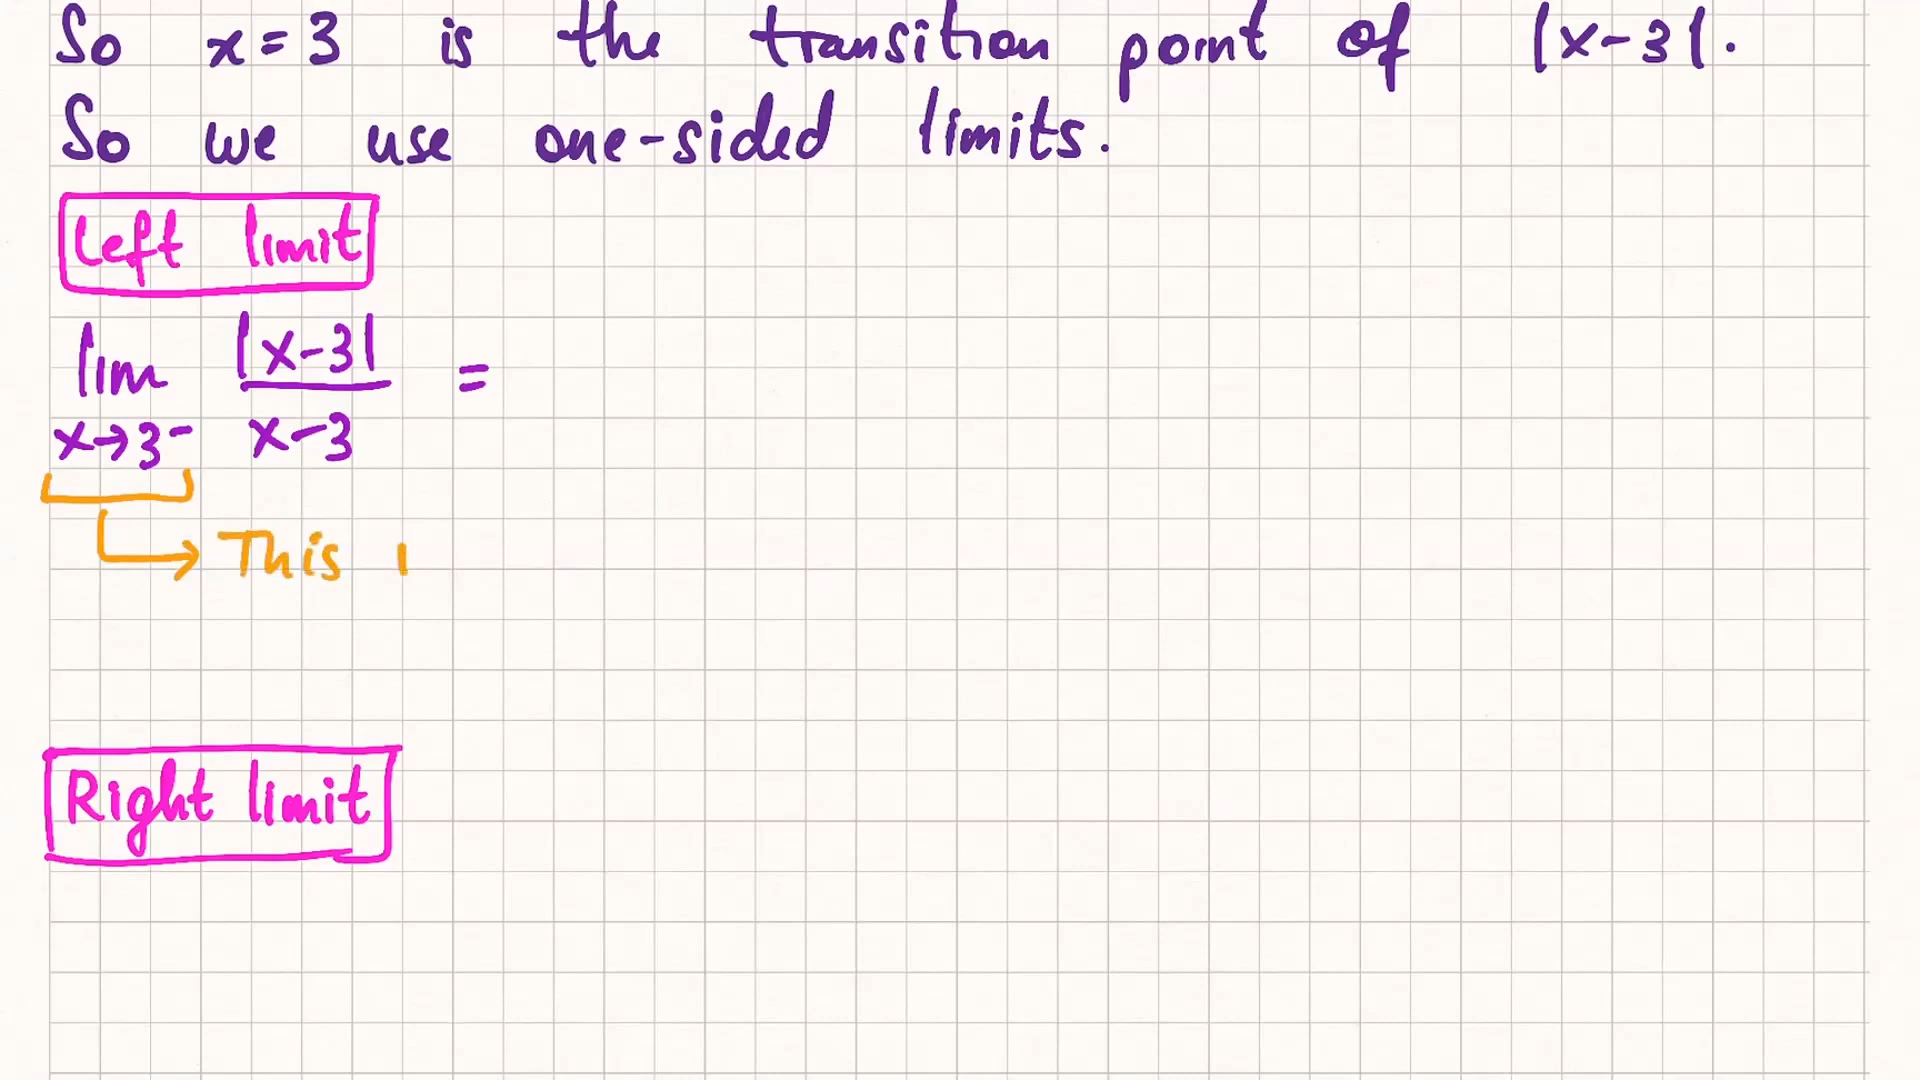 So x=3 is the transition point of |x-3|.
So we use one-sided limits.
Left limit
lim |x-3| =
x→3⁻ x-3
This
Right limit